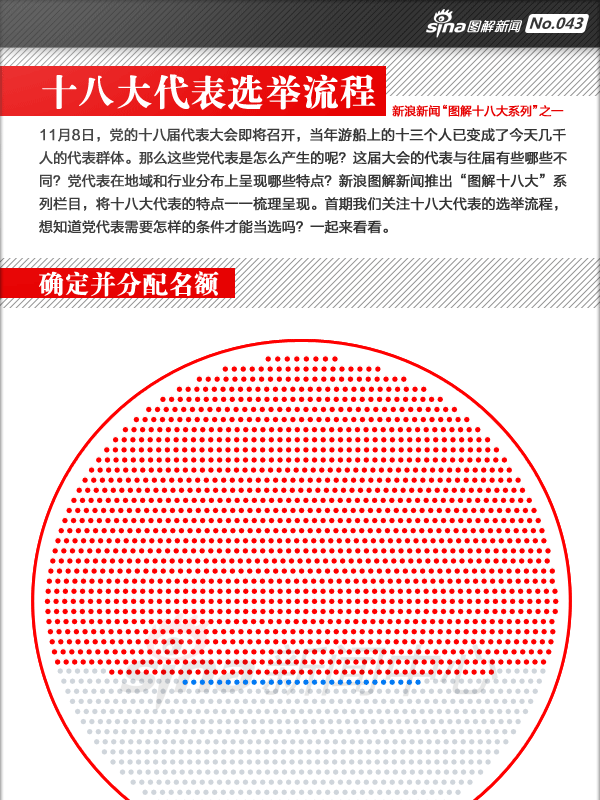 sina 图解新闻 No.043
十八大代表选举流程
新浪新闻“图解十八大系列”之一
11月8日，党的十八届代表大会即将召开，当年游船上的十三个人已变成了今天几千
人的代表群体。那么这些党代表是怎么产生的呢？这届大会的代表与往届有些哪些不
同？党代表在地域和行业分布上呈现哪些特点？新浪图解新闻推出“图解十八大”系
列栏目，将十八大代表的特点一一梳理呈现。首期我们关注十八大代表的选举流程，
想知道党代表需要怎样的条件才能当选吗？一起来看看。
确定并分配名额